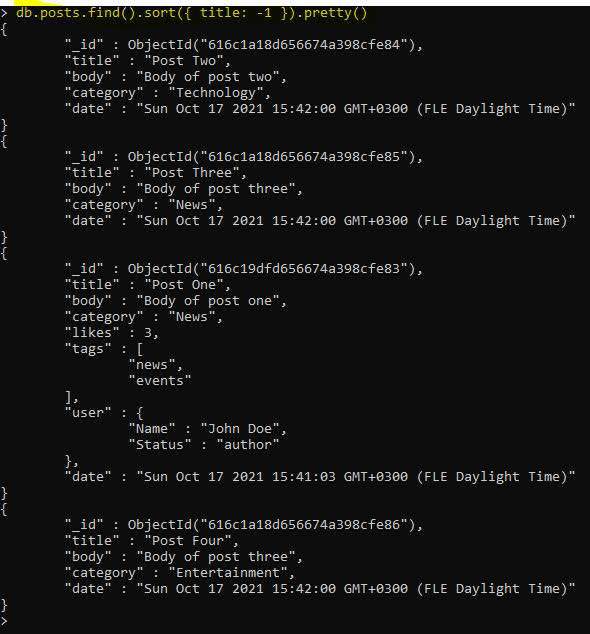 > db.posts.find().sort({ title: -1 }).pretty()
{
        "_id" : ObjectId("616c1a18d656674a398cfe84"),
        "title" : "Post Two",
        "body" : "Body of post two",
        "category" : "Technology",
        "date" : "Sun Oct 17 2021 15:42:00 GMT+0300 (FLE Daylight Time)"
}
{
        "_id" : ObjectId("616c1a18d656674a398cfe85"),
        "title" : "Post Three",
        "body" : "Body of post three",
        "category" : "News",
        "date" : "Sun Oct 17 2021 15:42:00 GMT+0300 (FLE Daylight Time)"
}
{
        "_id" : ObjectId("616c19dfd656674a398cfe83"),
        "title" : "Post One",
        "body" : "Body of post one",
        "category" : "News",
        "likes" : 3,
        "tags" : [
                "news",
                "events"
        ],
        "user" : {
                "Name" : "John Doe",
                "Status" : "author"
        },
        "date" : "Sun Oct 17 2021 15:41:03 GMT+0300 (FLE Daylight Time)"
}
{
        "_id" : ObjectId("616c1a18d656674a398cfe86"),
        "title" : "Post Four",
        "body" : "Body of post three",
        "category" : "Entertainment",
        "date" : "Sun Oct 17 2021 15:42:00 GMT+0300 (FLE Daylight Time)"
}
>